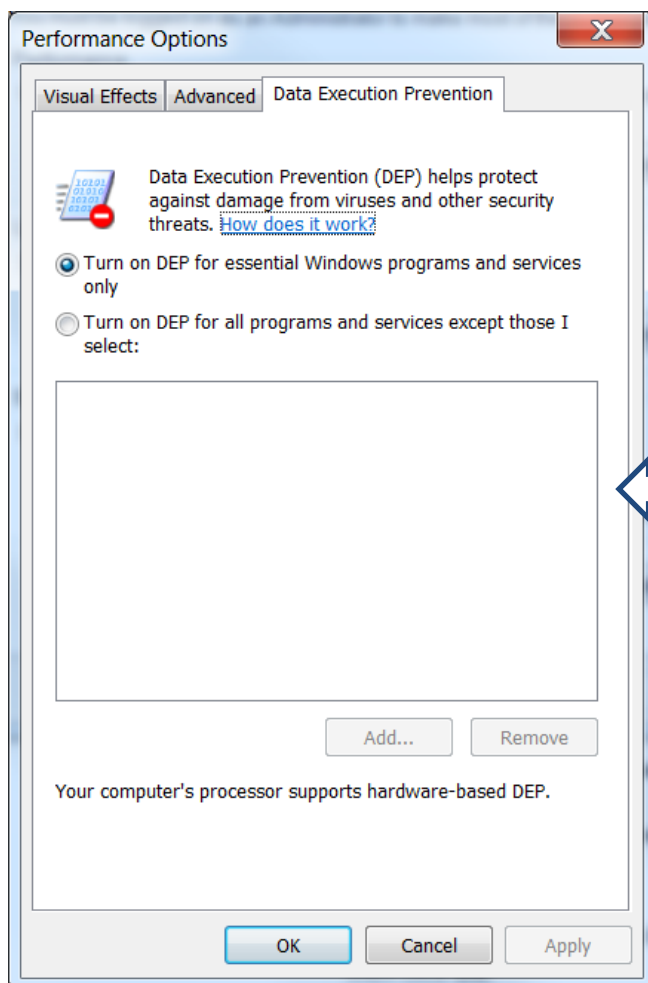 Performance Options
Visual Effects
Advanced
Data Execution Prevention
Data Execution Prevention (DEP) helps protect
against damage from viruses and other security
threats. How does it work?
Turn on DEP for essential Windows programs and services
only
Turn on DEP for all programs and services except those I
select:
Add...
Remove
Your computer's processor supports hardware-based DEP.
OK
Cancel
Apply